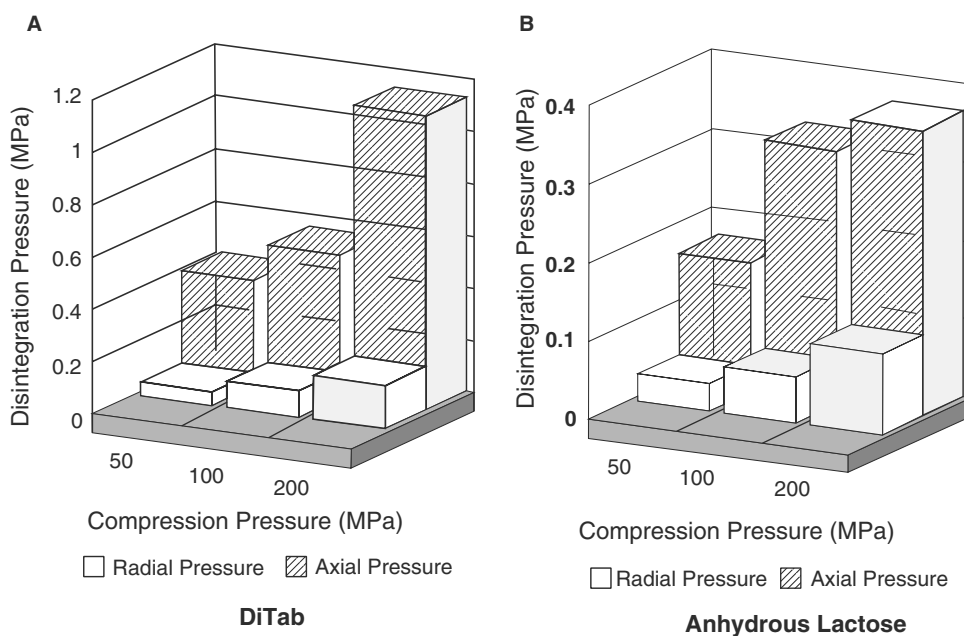 A
Disintegration Pressure (MPa)
1.2
1
0.8
0.6
0.4
0.2
0
50
100
200
Compression Pressure (MPa)
Radial Pressure
Axial Pressure
DiTab
B
Disintegration Pressure (MPa)
0.4
0.3
0.2
0.1
0
50
100
200
Compression Pressure (MPa)
Radial Pressure
Axial Pressure
Anhydrous Lactose